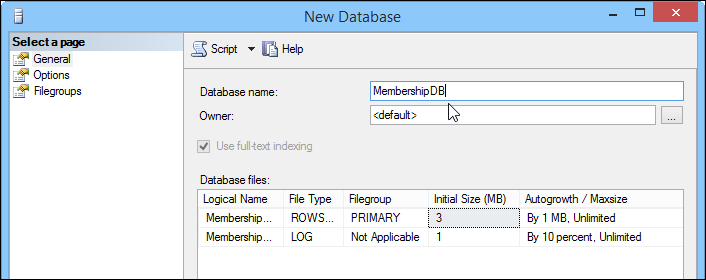 New Database
Select a page
General
Options
Filegroups
Script Help
Database name: MembershipDB
Owner: <default> ...
Use full-text indexing
Database files:
Logical Name File Type Filegroup Initial Size (MB) Autogrowth / Maxsize
Membership... ROWS... PRIMARY 3 By 1 MB, Unlimited
Membership... LOG Not Applicable 1 By 10 percent, Unlimited